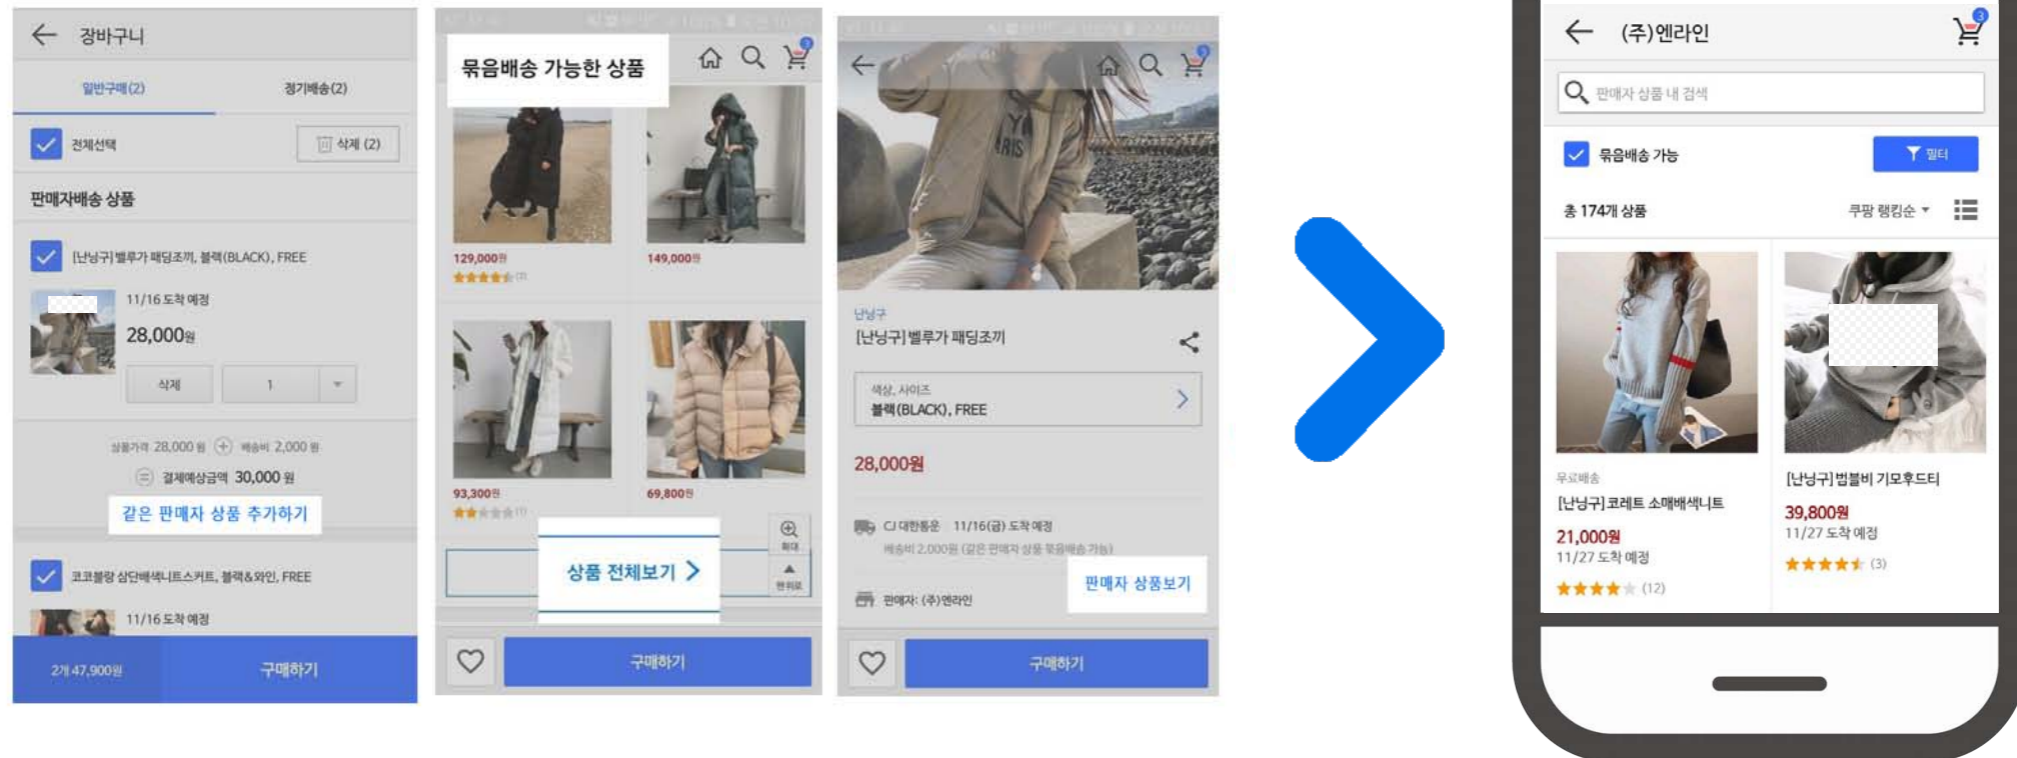 장바구니
일반구매(2)
정기배송(2)
전체선택
삭제 (2)
판매자배송 상품
[난닝구]벨루가 패딩조끼, 블랙(BLACK), FREE
11/16 도착 예정
28,000원
삭제
1
상품가격 28,000 원 + 배송비 2,000 원
= 결제예상금액 30,000 원
같은 판매자 상품 추가하기
코코블랑 삼단배색니트스커트, 블랙&와인, FREE
11/16 도착 예정
2개 47,900원
구매하기
묶음배송 가능한 상품
3
129,000원
(2)
149,000원
93,300원
(1)
69,800원
확대
맨위로
상품 전체보기 >
구매하기
YA
ARIS
난닝구
[난닝구] 벨루가 패딩조끼
색상, 사이즈
블랙(BLACK), FREE
28,000원
CJ 대한통운 11/16(금) 도착 예정
배송비 2,000원 (같은 판매자 상품 묶음배송 가능)
판매자: (주)엔라인
판매자 상품보기
구매하기
(주)엔라인
3
판매자 상품 내 검색
묶음배송 가능
필터
총 174개 상품
쿠팡 랭킹순
무료배송
[난닝구]코레트 소매배색니트
21,000원
11/27 도착 예정
(12)
[난닝구]범블비 기모후드티
39,800원
11/27 도착 예정
(3)